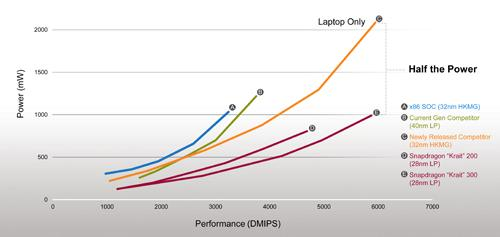 Laptop Only
C
2000
Half the Power
Power (mW)
1500
A
B
1000
E
D
500
0
0 1000 2000 3000 4000 5000 6000 7000
Performance (DMIPS)
A x86 SOC (32nm HKMG)
B Current Gen Competitor
(40nm LP)
C Newly Released Competitor
(32nm HKMG)
D Snapdragon "Krait" 200
(28nm LP)
E Snapdragon "Krait" 300
(28nm LP)